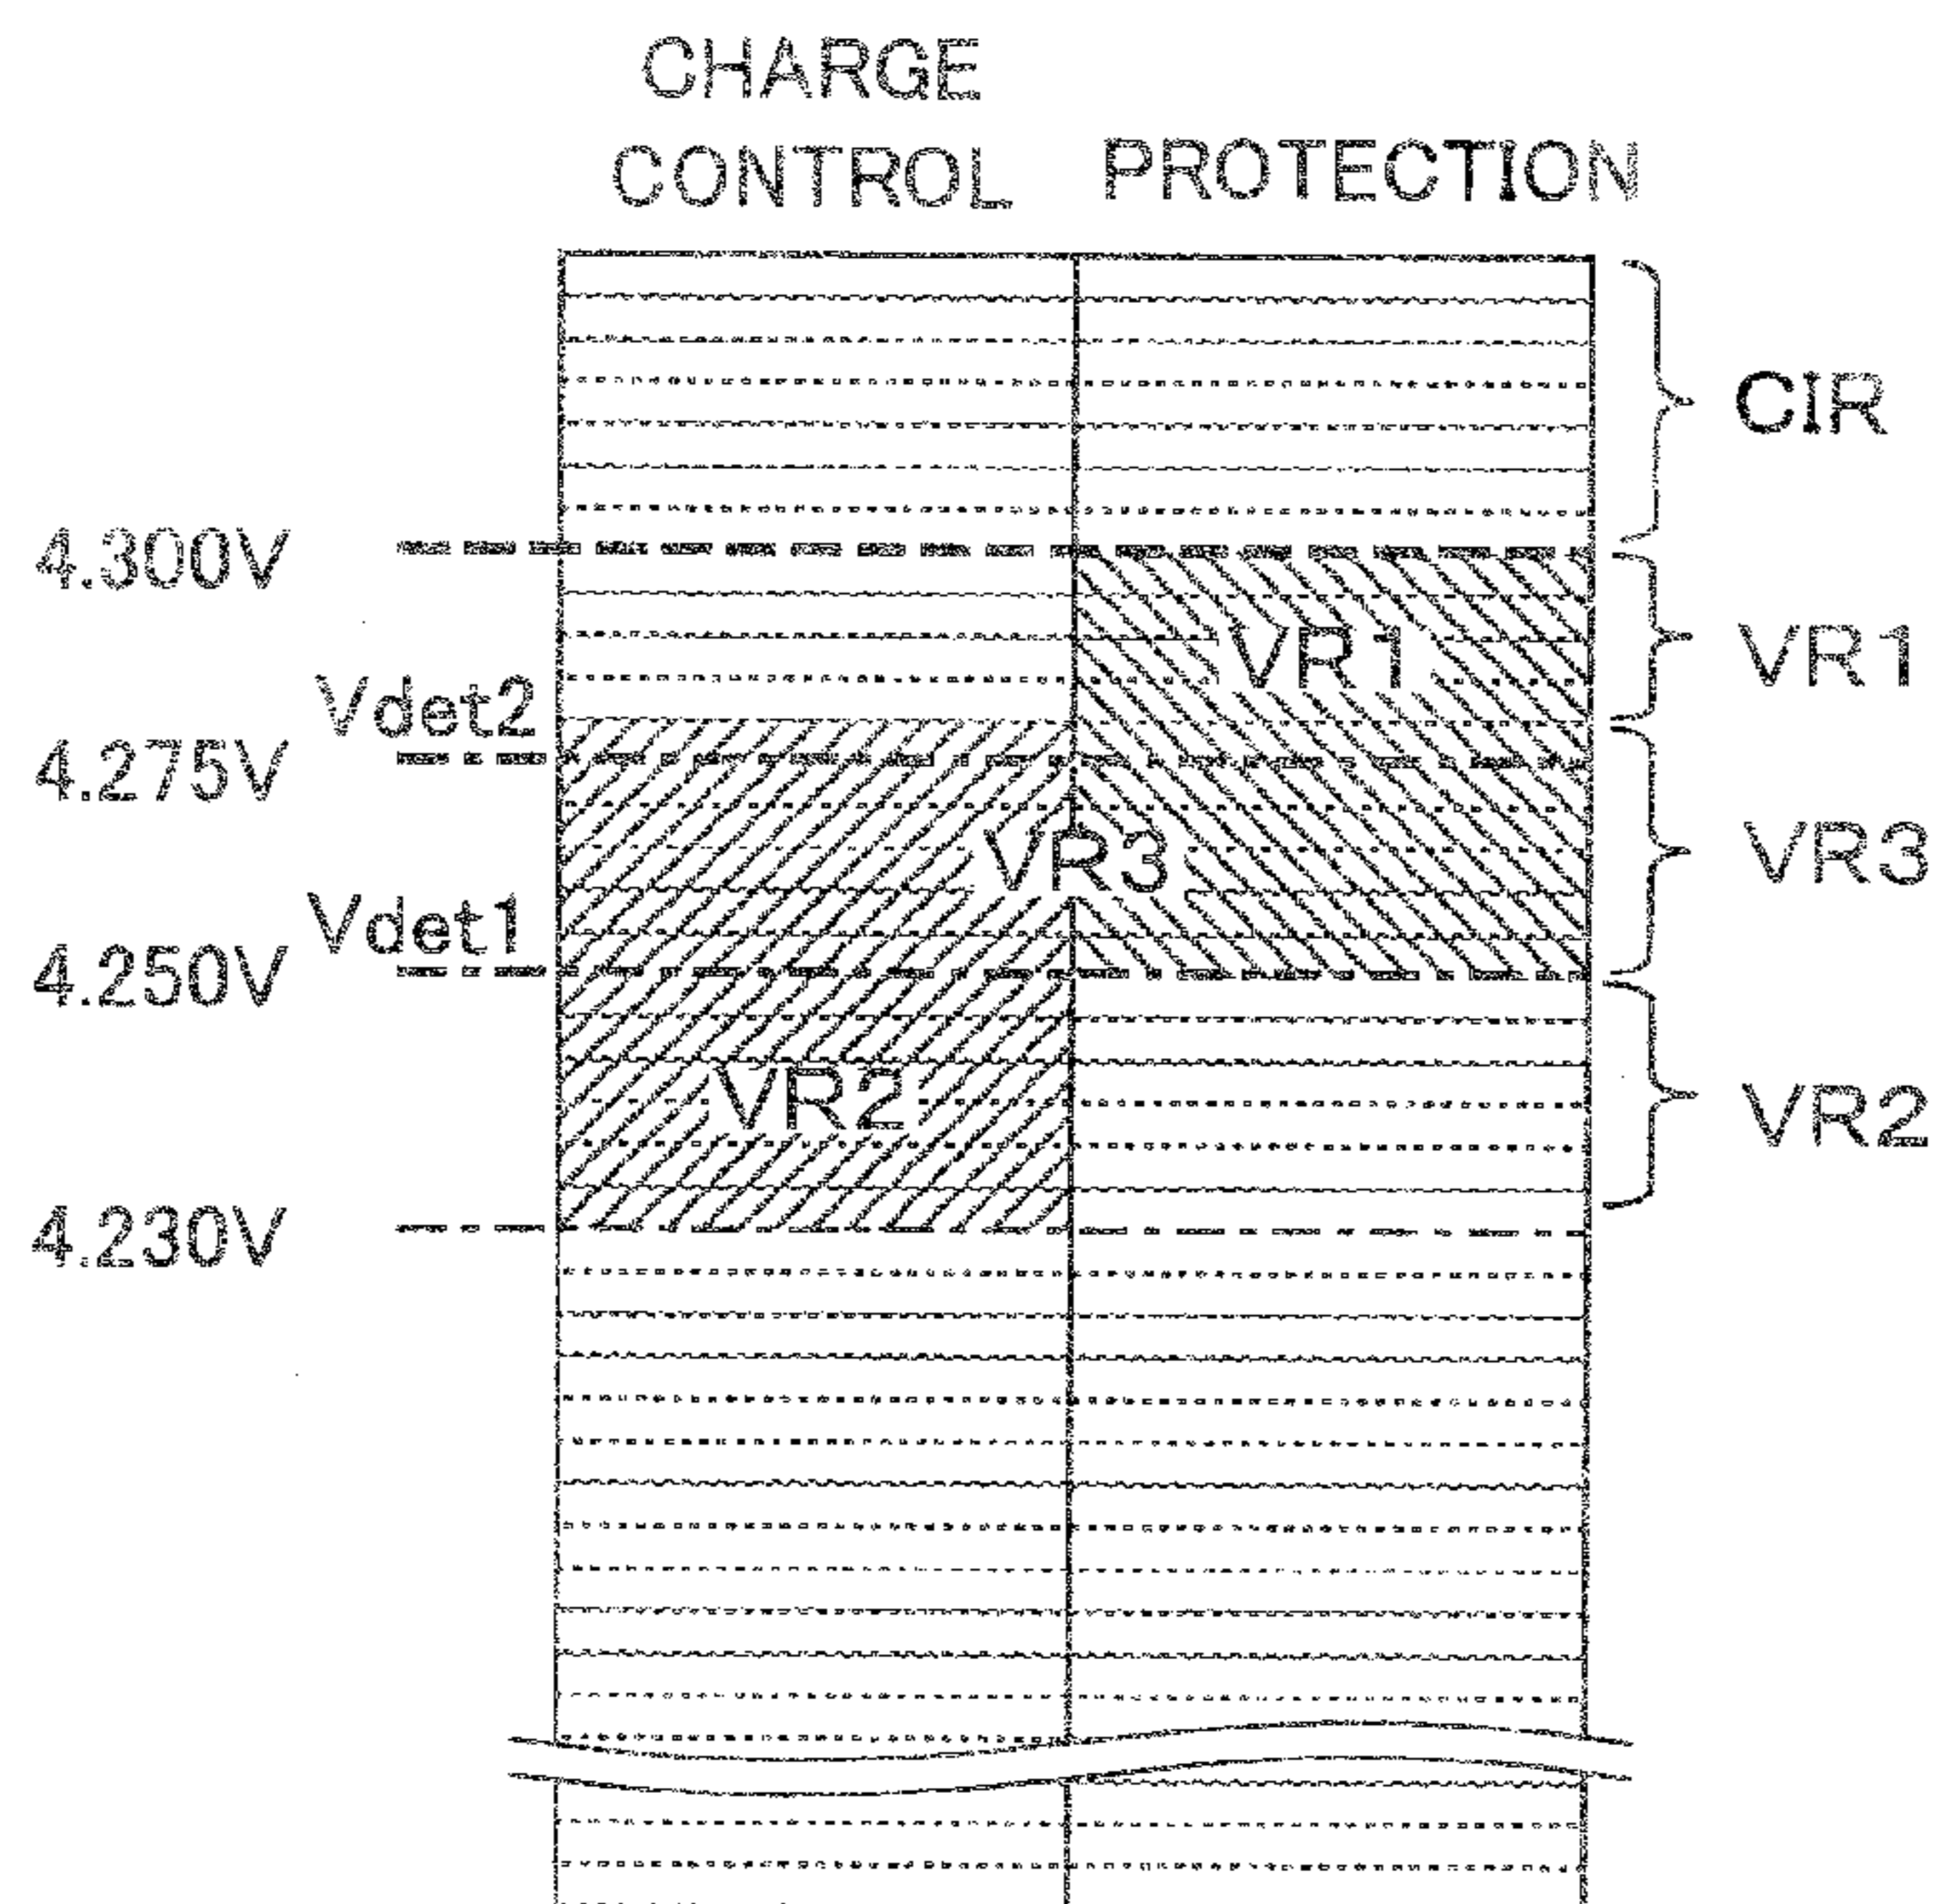 CHARGE
CONTROL PROTECTION
CIR
4.300V
VR1 VR1
Vdet2
4.275V
VR3 VR3
Vdet1
4.250V
VR2 VR2
4.230V